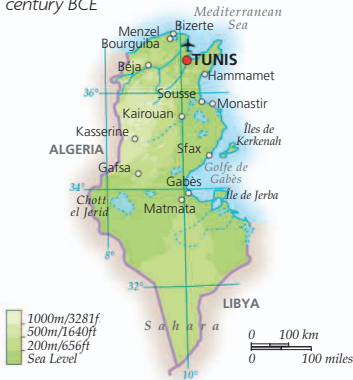 century BCE
Mediterranean
Sea
Bizerte
Menzel
Bourguiba
TUNIS
Béja
Hammamet
36°
Sousse
Monastir
Kairouan
Îles de
Kerkenah
Kasserine
ALGERIA
Sfax
Gafsa
Golfe de
Gabès
34°
Gabès
Île de Jerba
Chott
el Jerid
Matmata
8°
32°
LIBYA
Sahara
1000m/3281f
500m/1640ft
200m/656ft
Sea Level
0 100 km
0 100 miles
10°